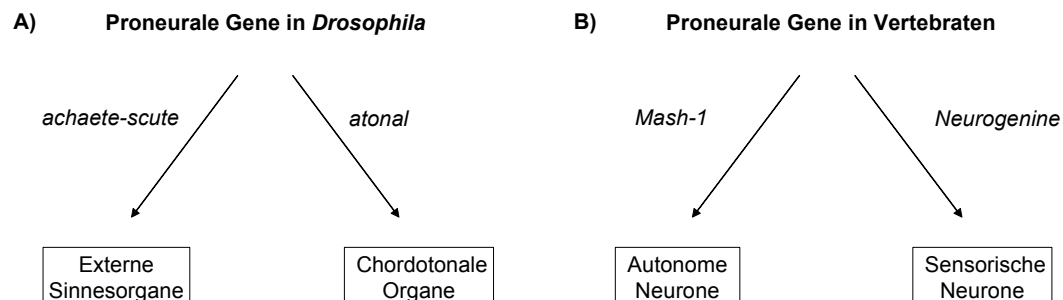 A) Proneurale Gene in Drosophila
achaete-scute
atonal
Externe
Sinnesorgane
Chordotonale
Organe
B) Proneurale Gene in Vertebraten
Mash-1
Neurogenine
Autonome
Neurone
Sensorische
Neurone